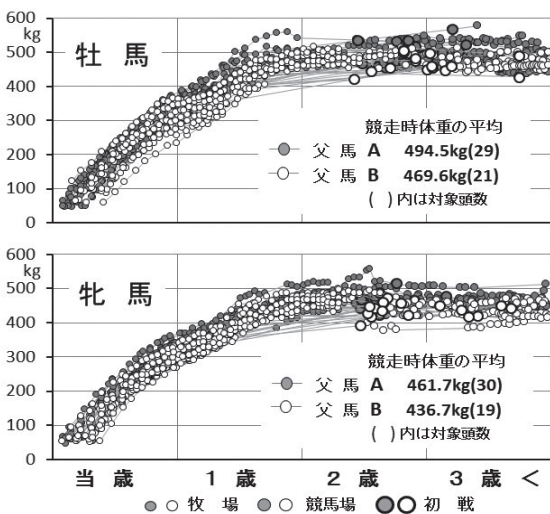 600
kg
500
400
300
200
100
0
牡 馬
競走時体重の平均
父 馬 A 494.5kg(29)
父 馬 B 469.6kg(21)
( ) 内は対象頭数
600
kg
500
400
300
200
100
0
牝 馬
競走時体重の平均
父 馬 A 461.7kg(30)
父 馬 B 436.7kg(19)
( ) 内は対象頭数
当 歳 1 歳 2 歳 3 歳 <
牧 場 競馬場 初 戦